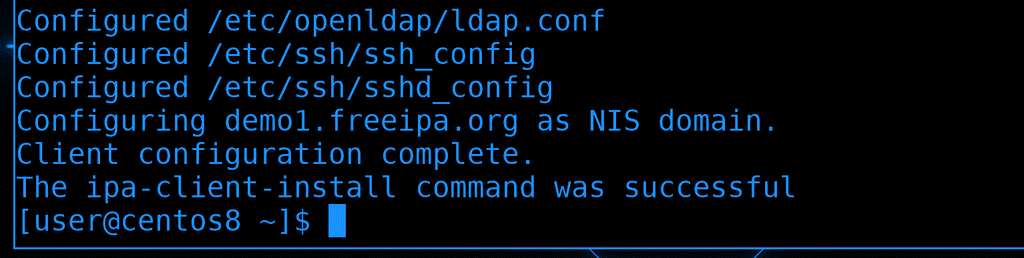 Configured /etc/openldap/ldap.conf
Configured /etc/ssh/ssh_config
Configured /etc/ssh/sshd_config
Configuring demo1.freeipa.org as NIS domain.
Client configuration complete.
The ipa-client-install command was successful
[user@centos8 ~]$